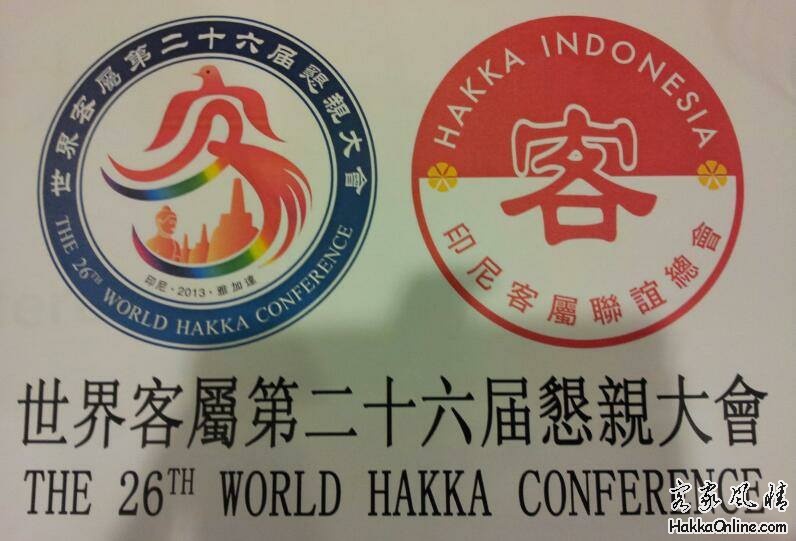 世界客屬第二十六届懇親大會
THE 26TH WORLD HAKKA CONFERENCE
印尼·2013·雅加達
HAKKA INDONESIA
客
印尼客屬聯誼總會
世界客屬第二十六届懇親大會
THE 26TH WORLD HAKKA CONFERENCE
客家風情
HakkaOnline.com